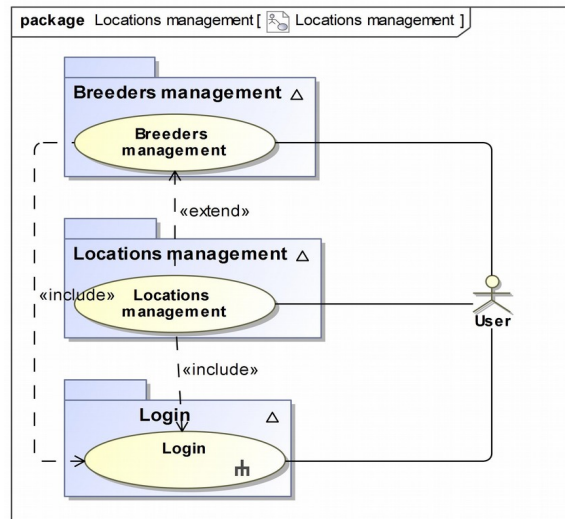 package Locations management [ Locations management ]
Breeders management
Breeders
management
«extend»
Locations management
«include»
Locations
management
User
«include»
Login
Login